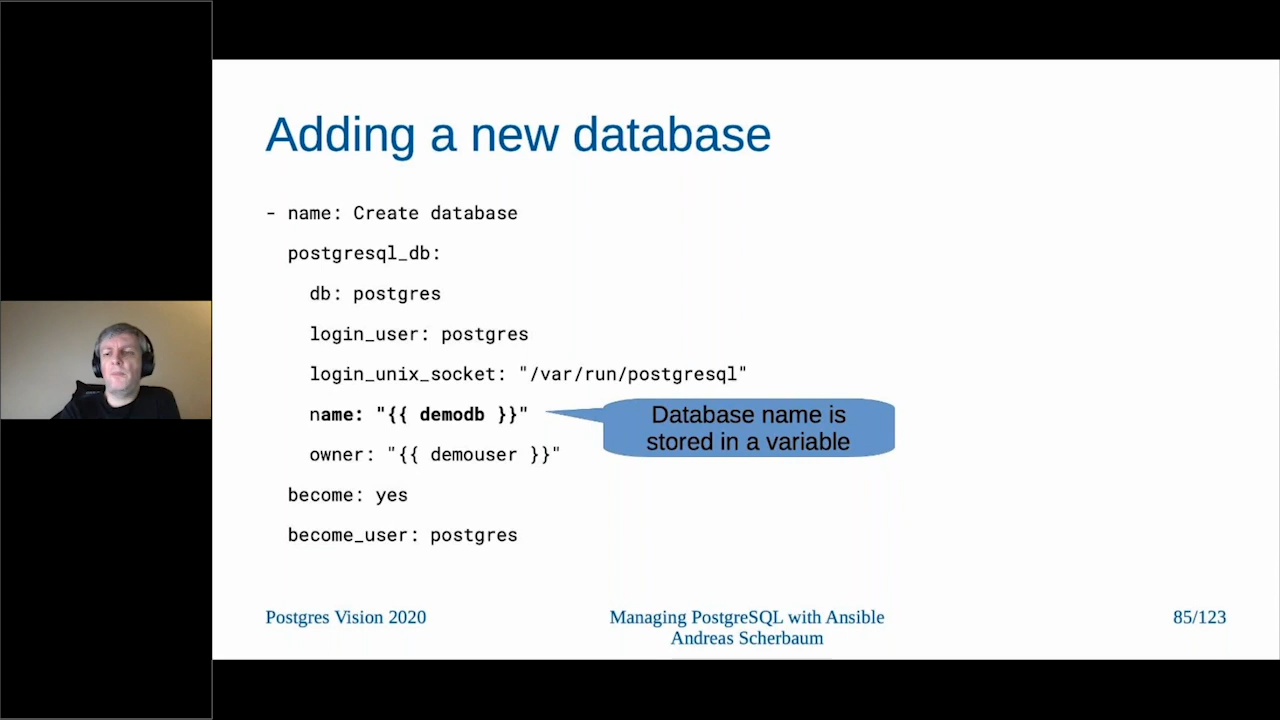 Adding a new database
- name: Create database
postgresql_db:
db: postgres
login_user: postgres
login_unix_socket: "/var/run/postgresql"
name: "{{ demodb }}"
Database name is
stored in a variable
owner: "{{ demouser }}"
become: yes
become_user: postgres
Postgres Vision 2020
Managing PostgreSQL with Ansible
Andreas Scherbaum
85/123